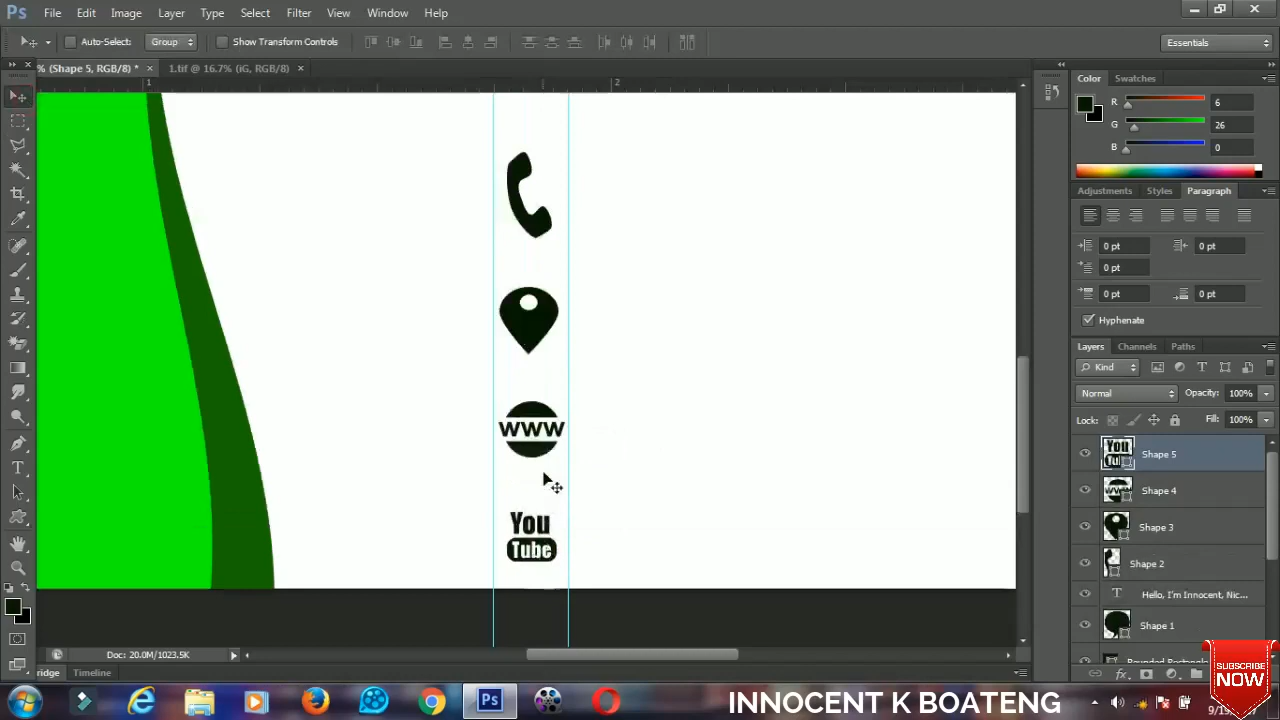 Ps File Edit Image Layer Type Select Filter View Window Help
Auto-Select: Group Show Transform Controls Essentials
% (Shape 5, RGB/8) * × 1.tif @ 16.7% (iG, RGB/8) ×
1 2
Color Swatches
R 6
G 26
B 0
Adjustments Styles Paragraph
0 pt 0 pt
0 pt
0 pt 0 pt
Hyphenate
Layers Channels Paths
Kind
Normal Opacity: 100%
Lock: Fill: 100%
WWW
You
Tube
Shape 5
Shape 4
Shape 3
Shape 2
T Hello, I'm Innocent, Nic...
Shape 1
Doc: 20.0M/1023.5K
ridge Timeline
INNOCENT K BOATENG
SUBSCRIBE
NOW